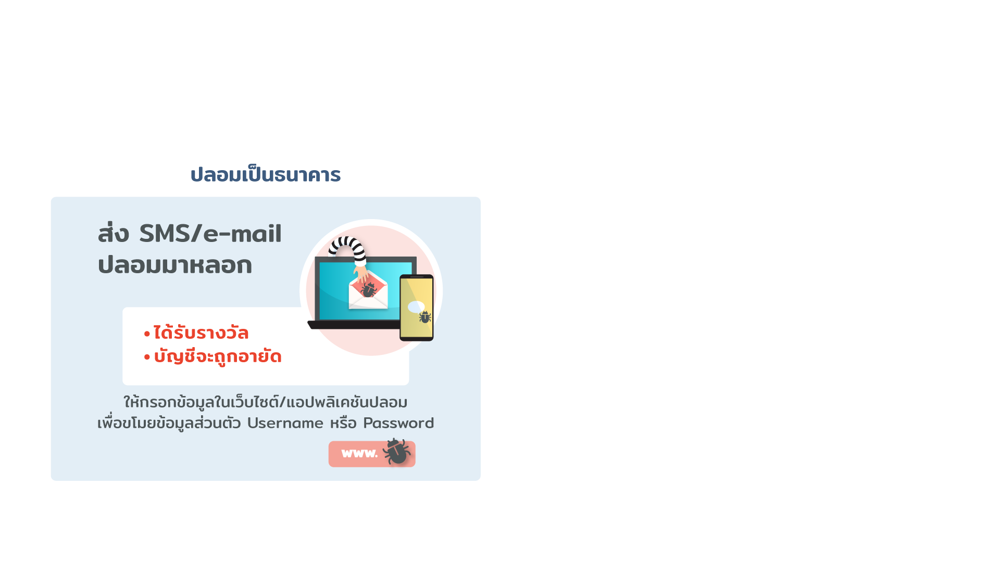 ปลอมเป็นธนาคาร
ส่ง SMS/e-mail
ปลอมมาหลอก
• ได้รับรางวัล
• บัญชีจะถูกอายัด
ให้กรอกข้อมูลในเว็บไซต์/แอปพลิเคชันปลอม
เพื่อขโมยข้อมูลส่วนตัว Username หรือ Password
www.